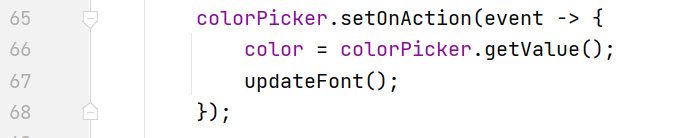 65 colorPicker.setOnAction(event -> {
66 color = colorPicker.getValue();
67 updateFont();
68 });